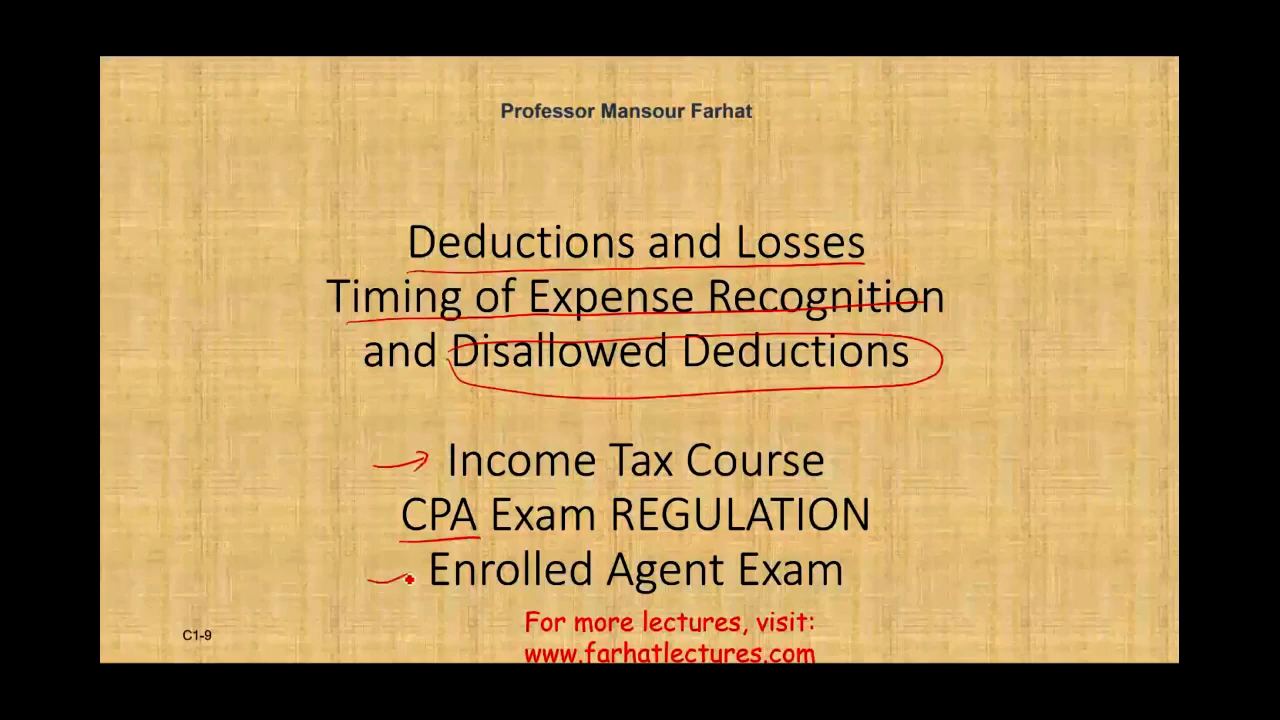 Professor Mansour Farhat
Deductions and Losses
Timing of Expense Recognition
and Disallowed Deductions
Income Tax Course
CPA Exam REGULATION
Enrolled Agent Exam
For more lectures, visit:
www.farhatlectures.com
C1-9